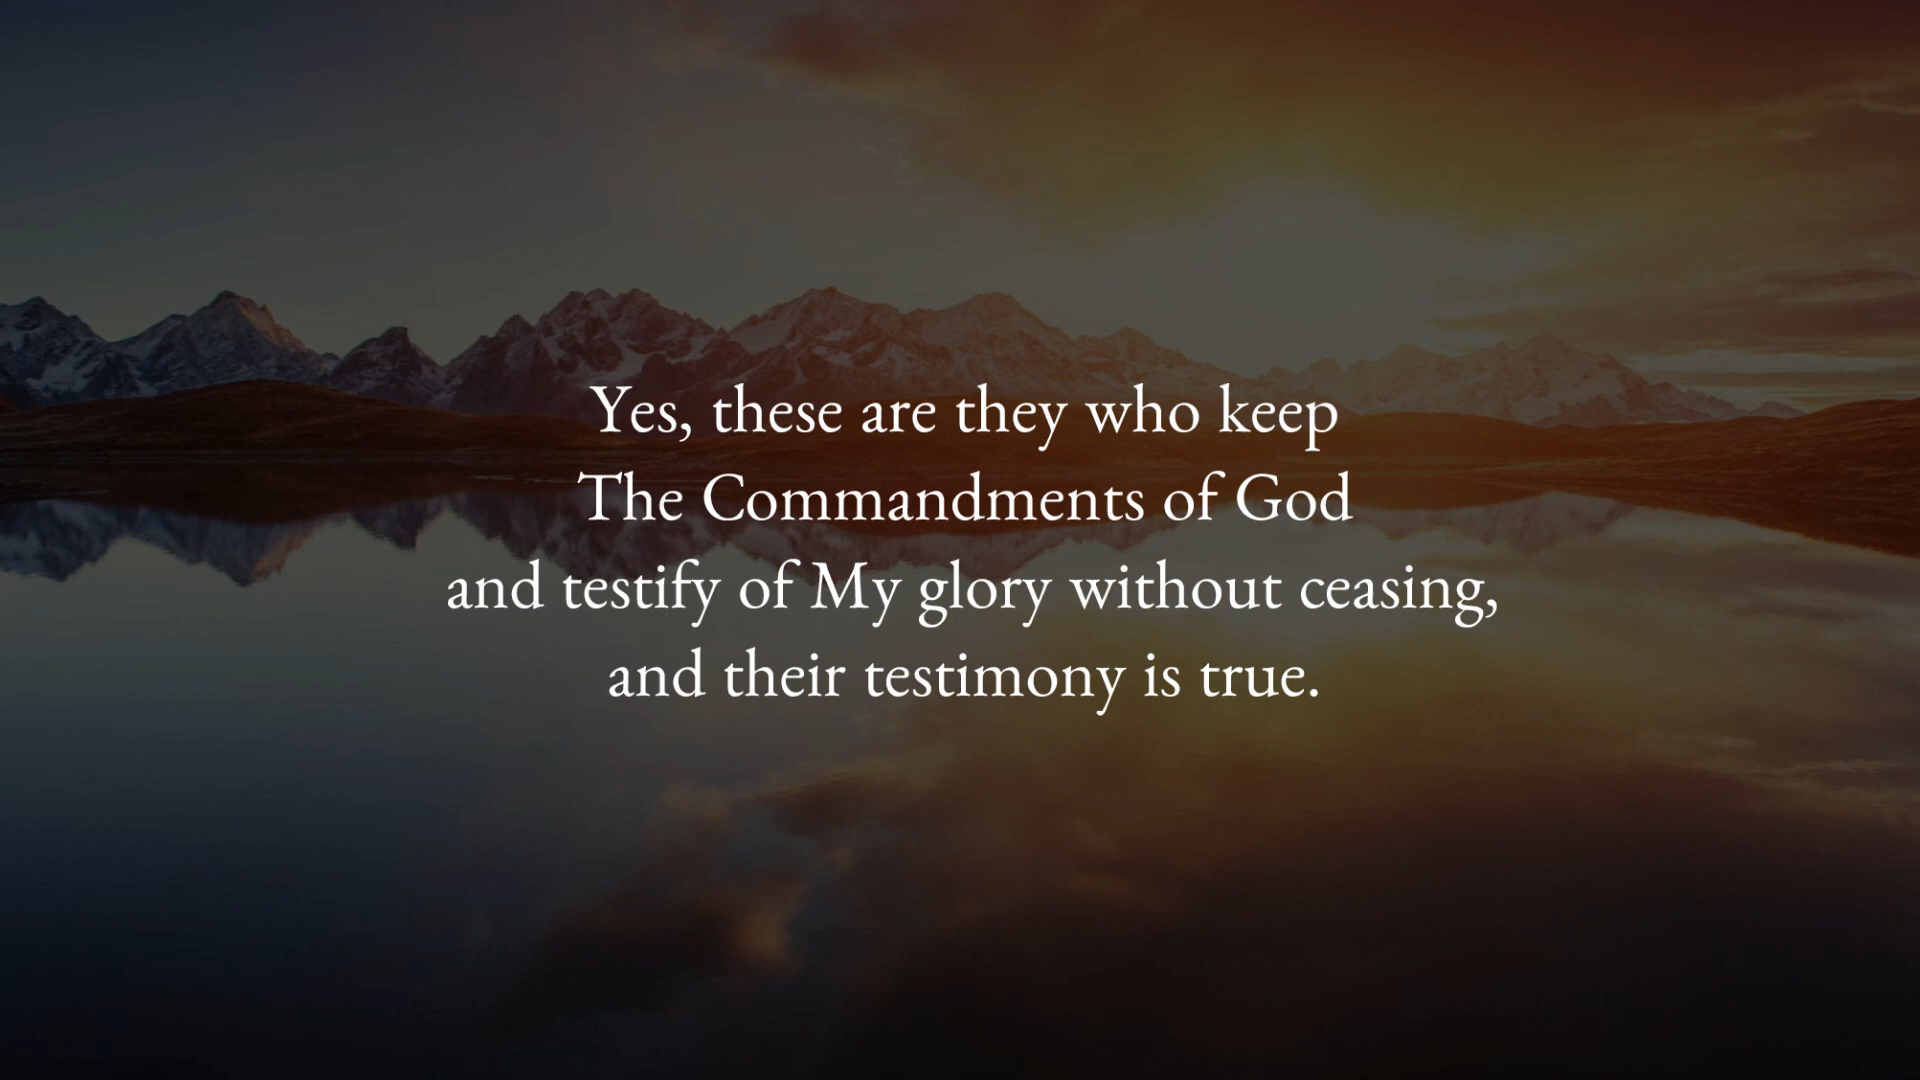 Yes, these are they who keep
The Commandments of God
and testify of My glory without ceasing,
and their testimony is true.